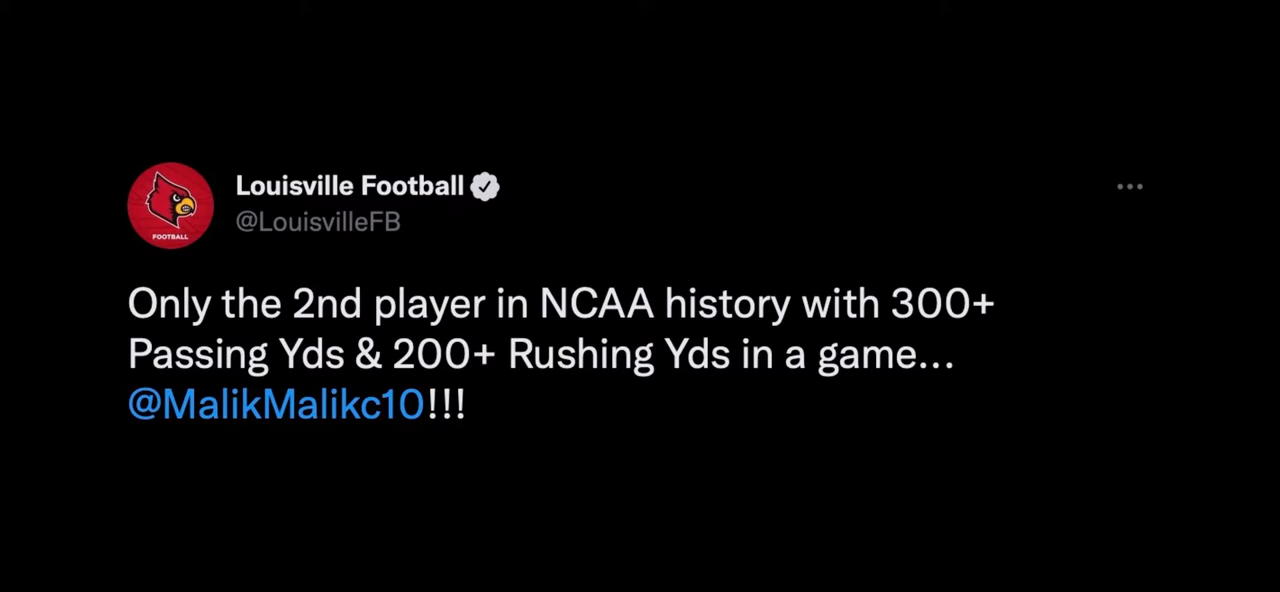 Louisville Football
@LouisvilleFB
FOOTBALL
Only the 2nd player in NCAA history with 300+
Passing Yds & 200+ Rushing Yds in a game...
@MalikMalikc10!!!